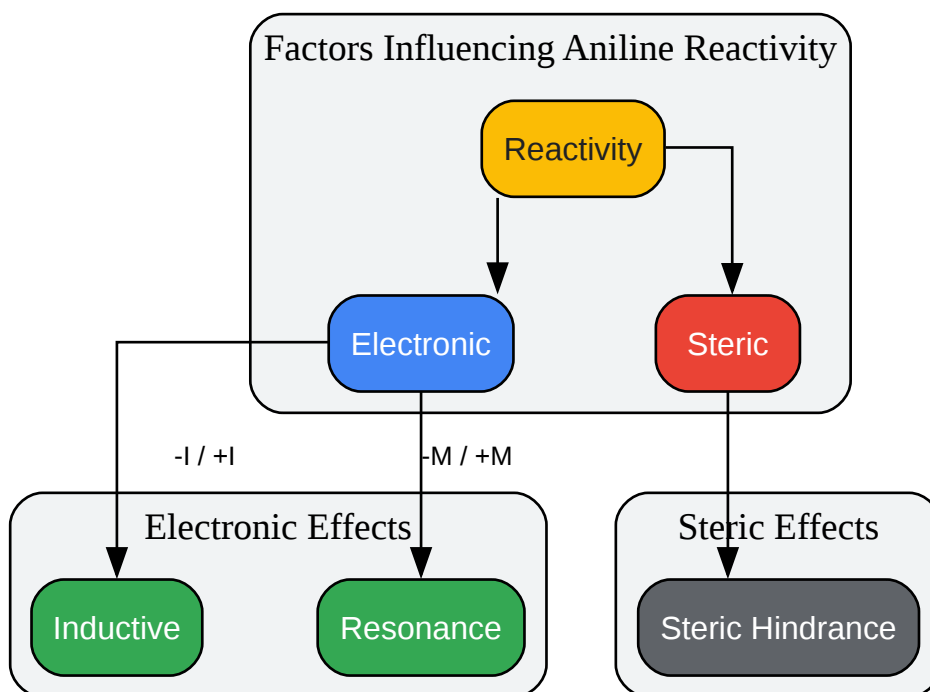 Factors Influencing Aniline Reactivity
Reactivity
Electronic
Steric
-I / +I
-M / +M
Electronic Effects
Steric Effects
Inductive
Resonance
Steric Hindrance